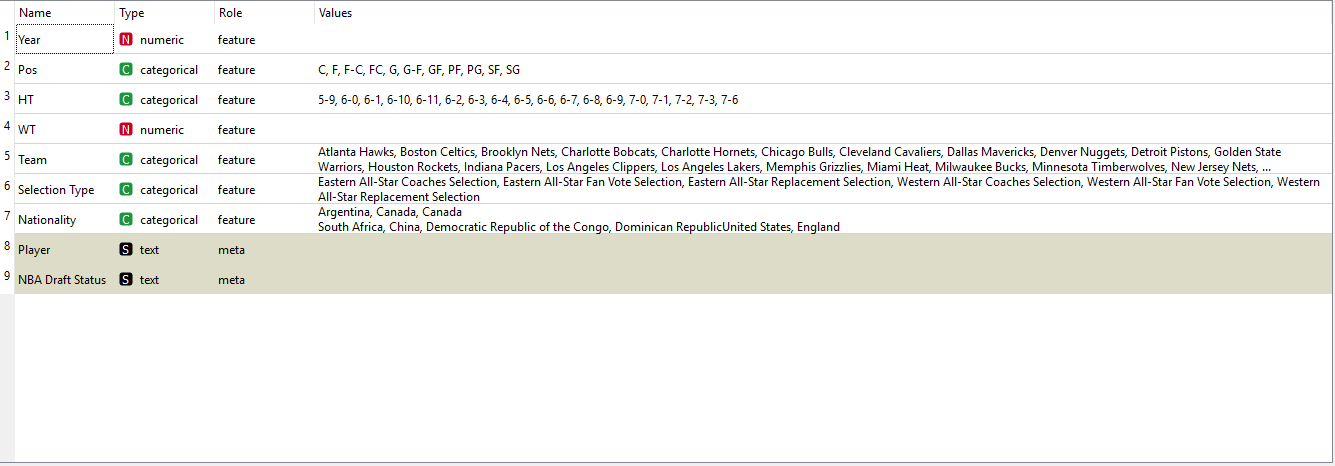 Name Type Role Values
1 Year N numeric feature
2 Pos C categorical feature C, F, F-C, FC, G, G-F, GF, PF, PG, SF, SG
3 HT C categorical feature 5-9, 6-0, 6-1, 6-10, 6-11, 6-2, 6-3, 6-4, 6-5, 6-6, 6-7, 6-8, 6-9, 7-0, 7-1, 7-2, 7-3, 7-6
4 WT N numeric feature
5 Team C categorical feature Atlanta Hawks, Boston Celtics, Brooklyn Nets, Charlotte Bobcats, Charlotte Hornets, Chicago Bulls, Cleveland Cavaliers, Dallas Mavericks, Denver Nuggets, Detroit Pistons, Golden State
Warriors, Houston Rockets, Indiana Pacers, Los Angeles Clippers, Los Angeles Lakers, Memphis Grizzlies, Miami Heat, Milwaukee Bucks, Minnesota Timberwolves, New Jersey Nets, ...
6 Selection Type C categorical feature Eastern All-Star Coaches Selection, Eastern All-Star Fan Vote Selection, Eastern All-Star Replacement Selection, Western All-Star Coaches Selection, Western All-Star Fan Vote Selection, Western
All-Star Replacement Selection
7 Nationality C categorical feature Argentina, Canada, Canada
South Africa, China, Democratic Republic of the Congo, Dominican RepublicUnited States, England
8 Player S text meta
9 NBA Draft Status S text meta